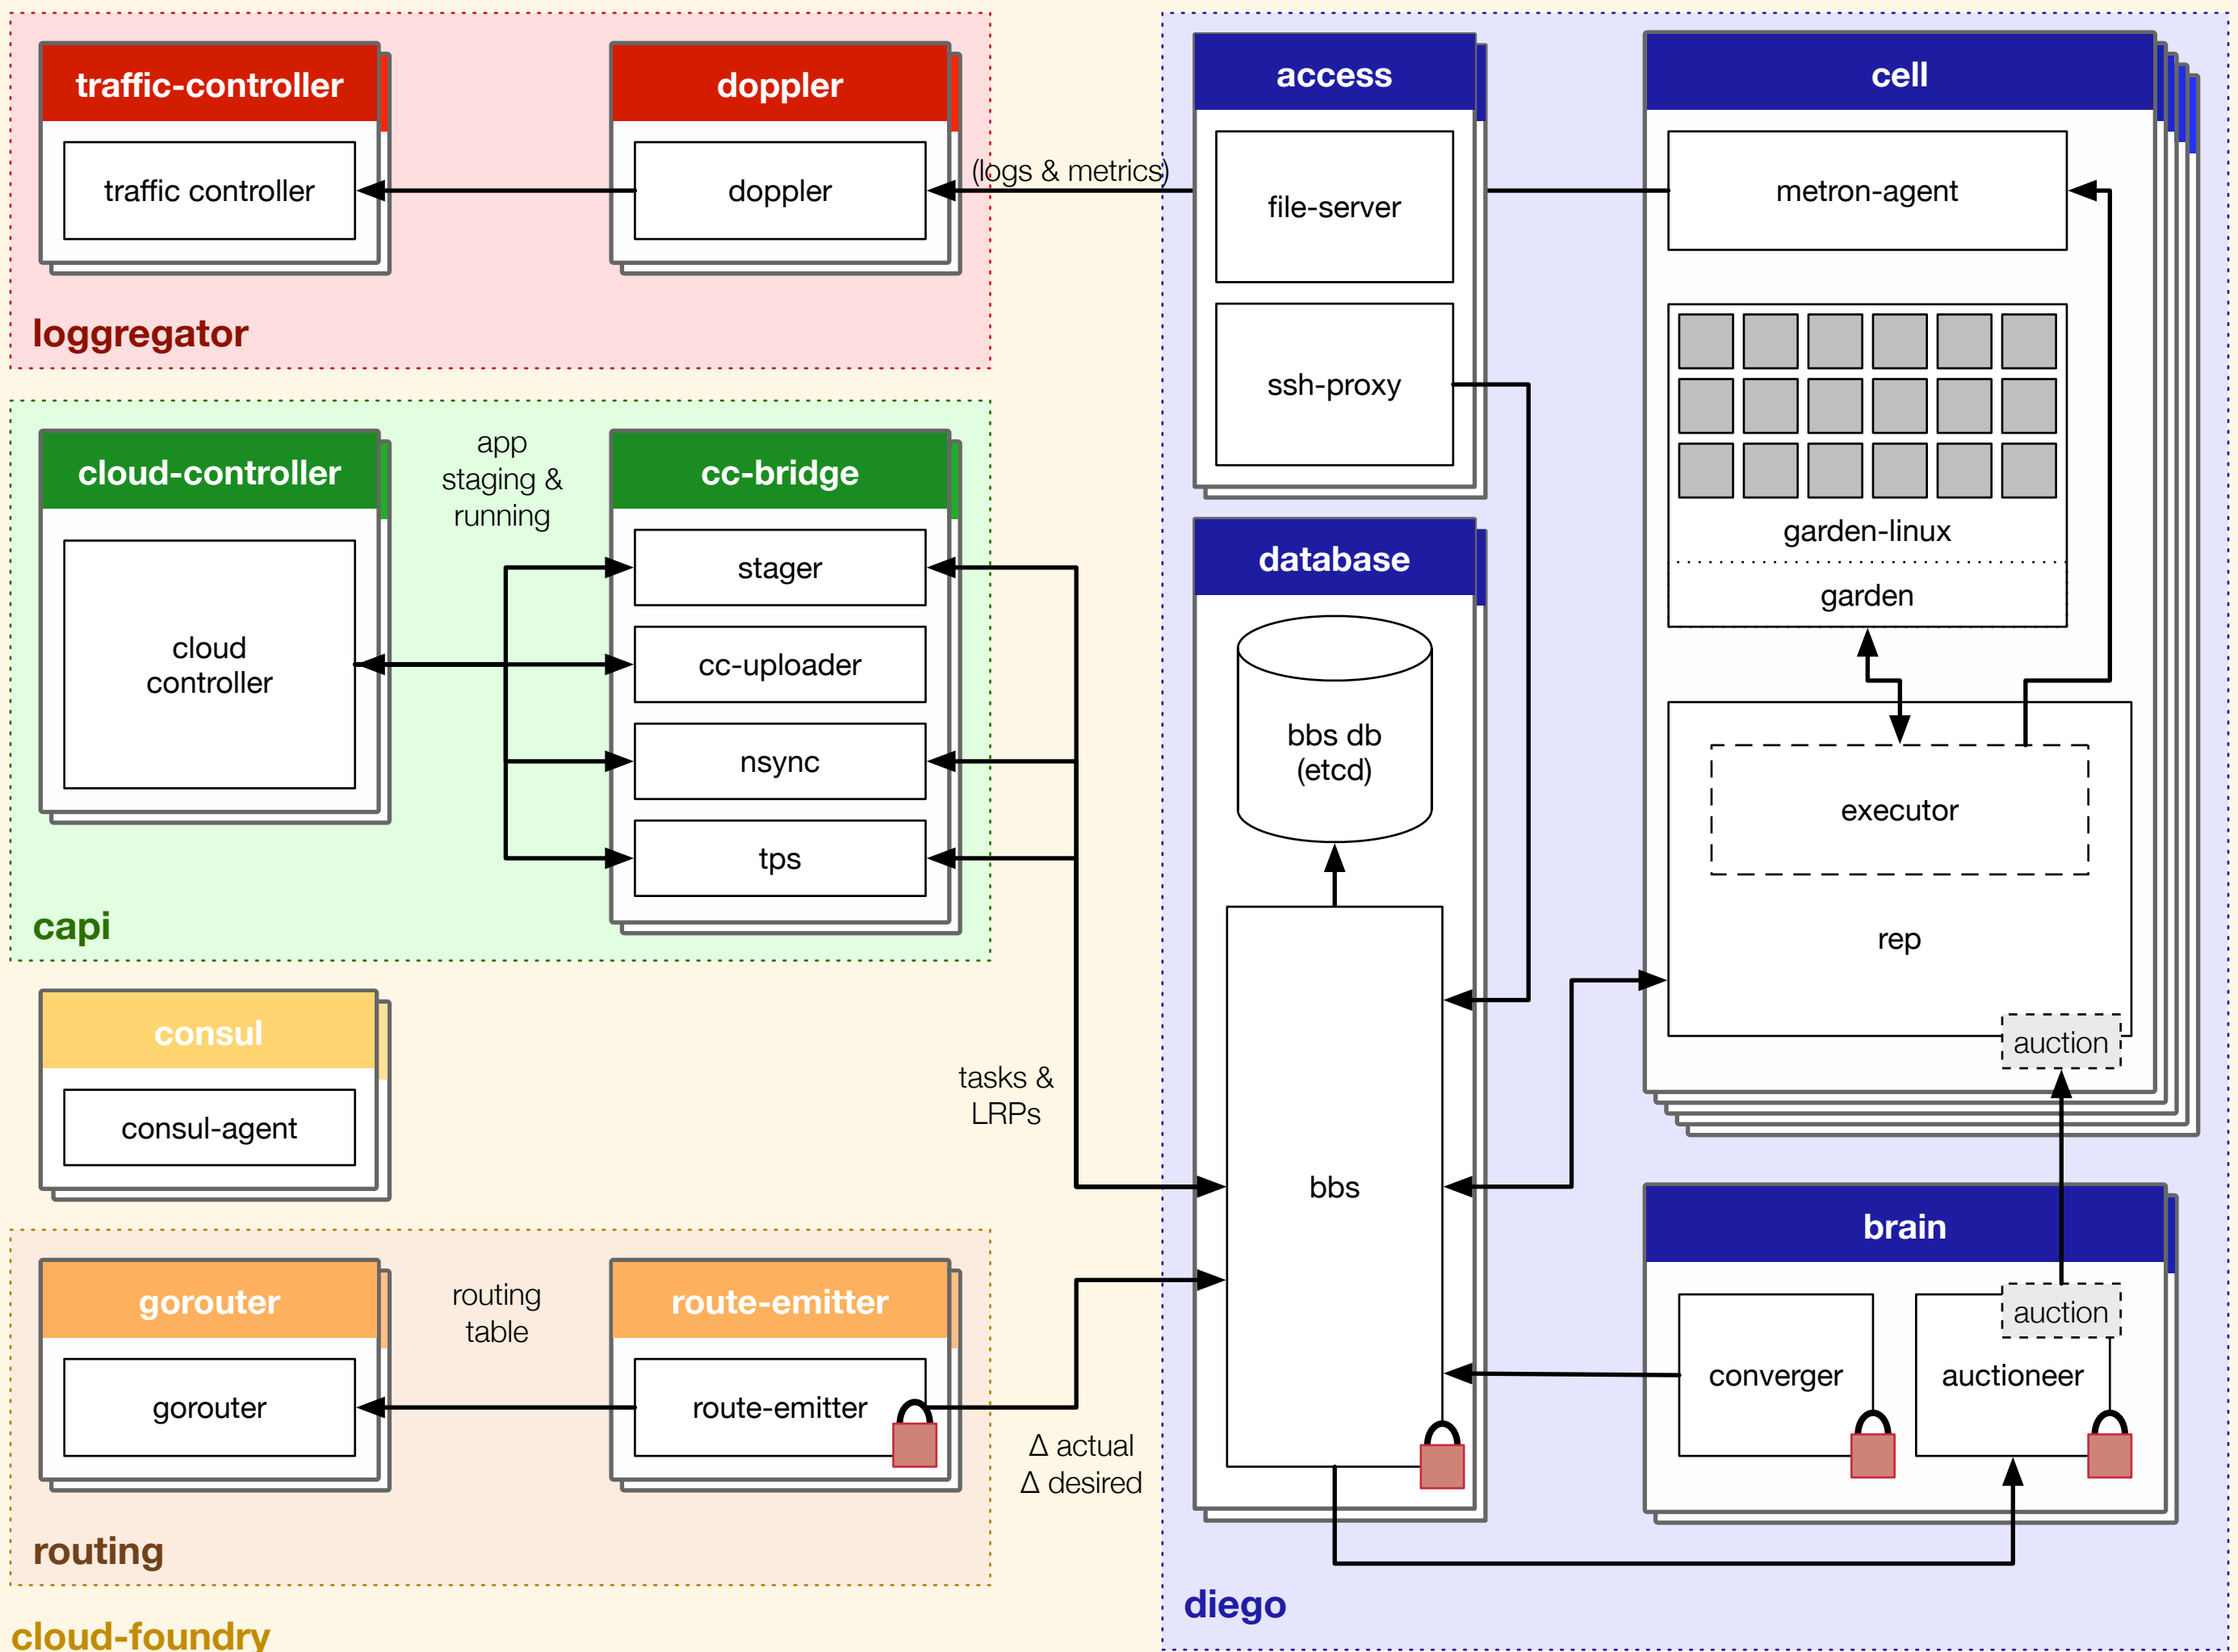 traffic-controller
traffic controller
doppler
doppler
loggregator
(logs & metrics)
cloud-controller
cloud
controller
app
staging &
running
cc-bridge
stager
cc-uploader
nsync
tps
capi
consul
consul-agent
tasks &
LRPs
gorouter
gorouter
routing
table
route-emitter
route-emitter
Δ actual
Δ desired
routing
cloud-foundry
access
file-server
ssh-proxy
database
bbs db
(etcd)
bbs
cell
metron-agent
garden-linux
garden
executor
rep
auction
brain
auction
converger
auctioneer
diego